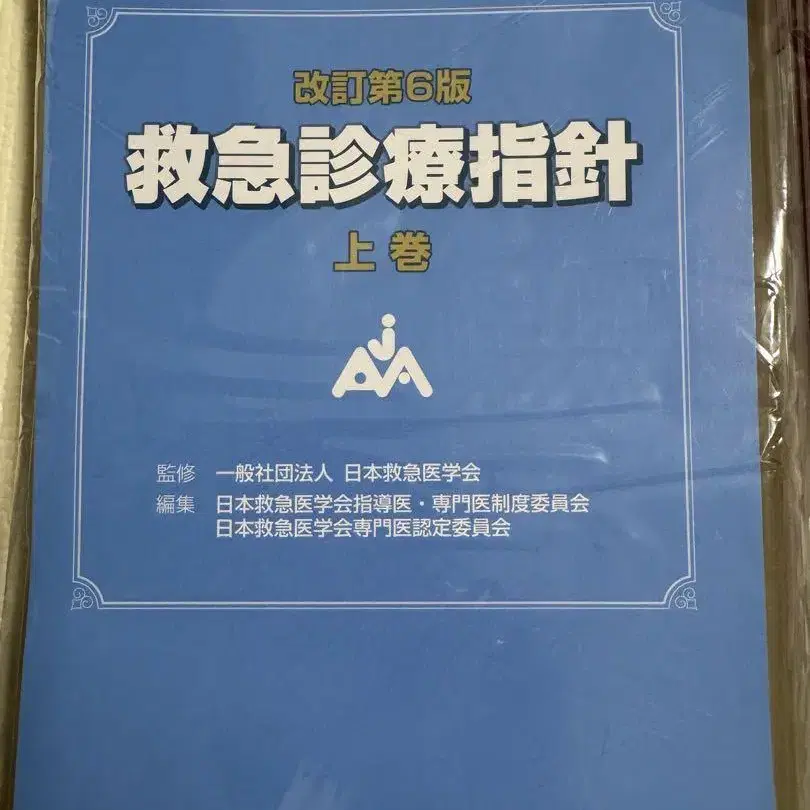 改訂第6版
救急診療指針
上巻
監修 一般社団法人 日本救急医学会
編集 日本救急医学会指導医・専門医制度委員会
日本救急医学会専門医認定委員会